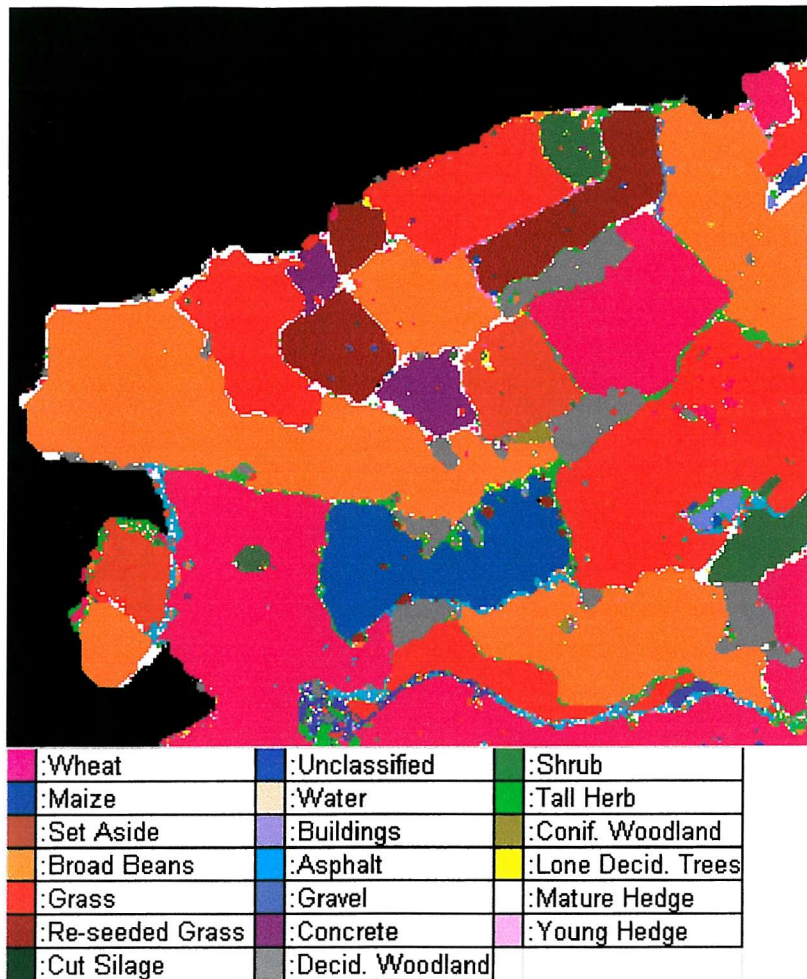 :Wheat :Unclassified :Shrub
:Maize :Water :Tall Herb
:Set Aside :Buildings :Conif. Woodland
:Broad Beans :Asphalt :Lone Decid. Trees
:Grass :Gravel :Mature Hedge
:Re-seeded Grass :Concrete :Young Hedge
:Cut Silage :Decid. Woodland